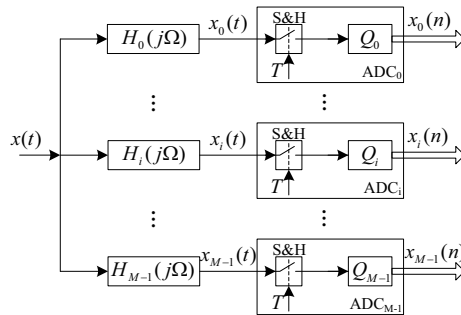 H_0(jΩ) x_0(t) S&H Q_0 x_0(n)
T ADC_0
⋮ ⋮
x(t) H_i(jΩ) x_i(t) S&H Q_i x_i(n)
T ADC_i
⋮ ⋮
H_{M-1}(jΩ) x_{M-1}(t) S&H Q_{M-1} x_{M-1}(n)
T ADC_{M-1}